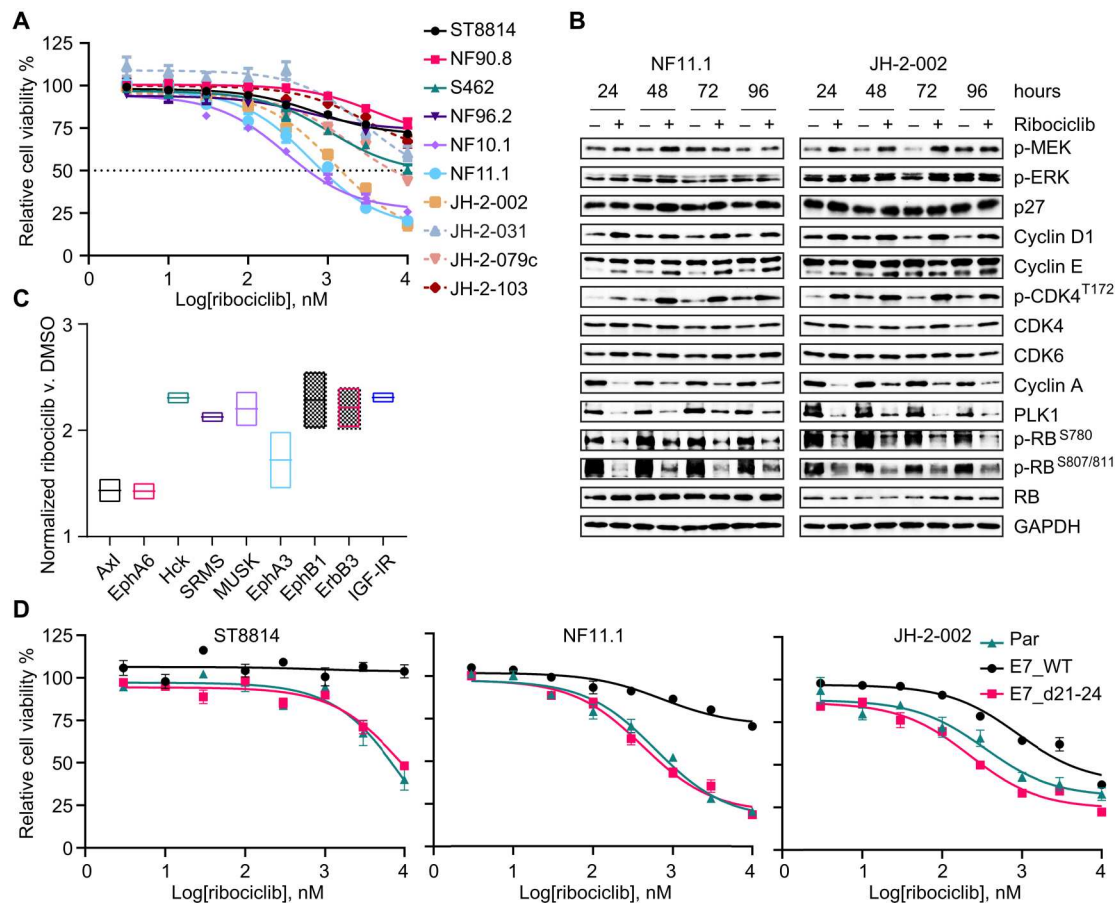 A
125
100
75
50
25
0
Relative cell viability %
0
1
2
3
4
Log[ribociclib], nM
ST8814
NF90.8
S462
NF96.2
NF10.1
NF11.1
JH-2-002
JH-2-031
JH-2-079c
JH-2-103
B
NF11.1
JH-2-002
24 48 72 96 24 48 72 96 hours
– + – + – + – + – + – + – + – + Ribociclib
p-MEK
p-ERK
p27
Cyclin D1
Cyclin E
p-CDK4T172
CDK4
CDK6
Cyclin A
PLK1
p-RBS780
p-RBS807/811
RB
GAPDH
C
3
2
1
Normalized ribociclib v. DMSO
Axl
EphA6
Hck
SRMS
MUSK
EphA3
EphB1
ErbB3
IGF-IR
D
ST8814
125
100
75
50
25
0
Relative cell viability %
0 1 2 3 4
Log[ribociclib], nM
NF11.1
0 1 2 3 4
Log[ribociclib], nM
JH-2-002
0 1 2 3 4
Log[ribociclib], nM
Par
E7_WT
E7_d21-24